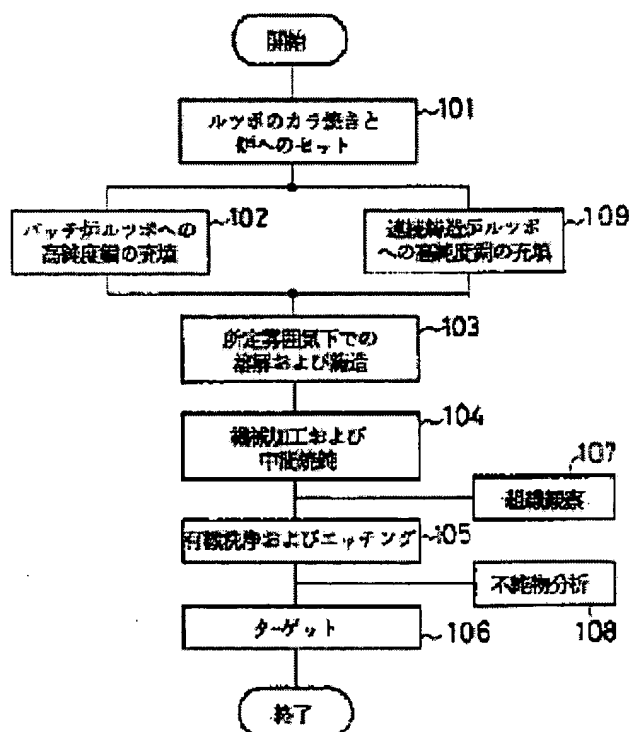 開始
ルツボのカラ焼きと
炉へのセット
101
バッチ炉ルツボへの
高純度銅の充填
102
連続鋳造炉ルツボ
への高純度銅の充填
109
所定雰囲気下での
溶解および鋳造
103
機械加工および
中間焼鈍
104
組織観察
107
有機洗浄およびエッチング
105
不純物分析
108
ターゲット
106
終了